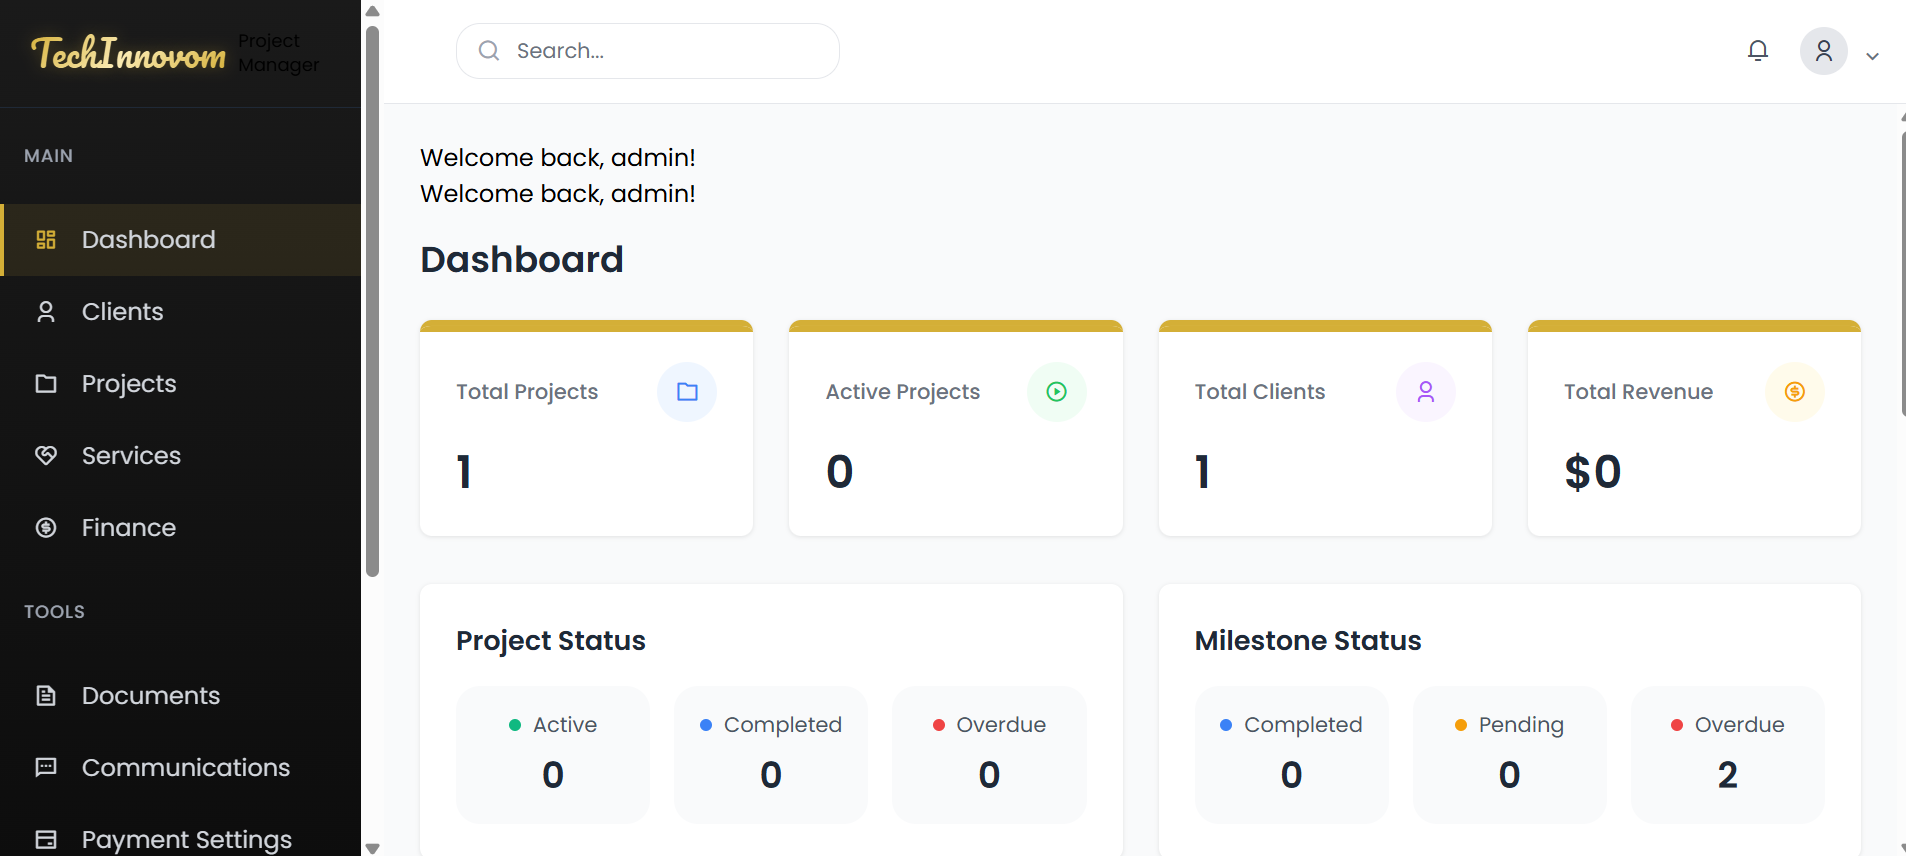 TechInnovom
Project
Manager
MAIN
Dashboard
Clients
Projects
Services
Finance
TOOLS
Documents
Communications
Payment Settings
Search...
Welcome back, admin!
Welcome back, admin!
Dashboard
Total Projects
1
Active Projects
0
Total Clients
1
Total Revenue
$0
Project Status
Active
0
Completed
0
Overdue
0
Milestone Status
Completed
0
Pending
0
Overdue
2